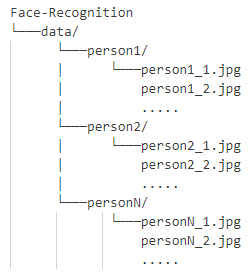 Face-Recognition
└───data/
├───person1/
│ └───person1_1.jpg
│ person1_2.jpg
│ .....
├───person2/
│ └───person2_1.jpg
│ person2_2.jpg
│ .....
└───personN/
└───personN_1.jpg
personN_2.jpg
.....